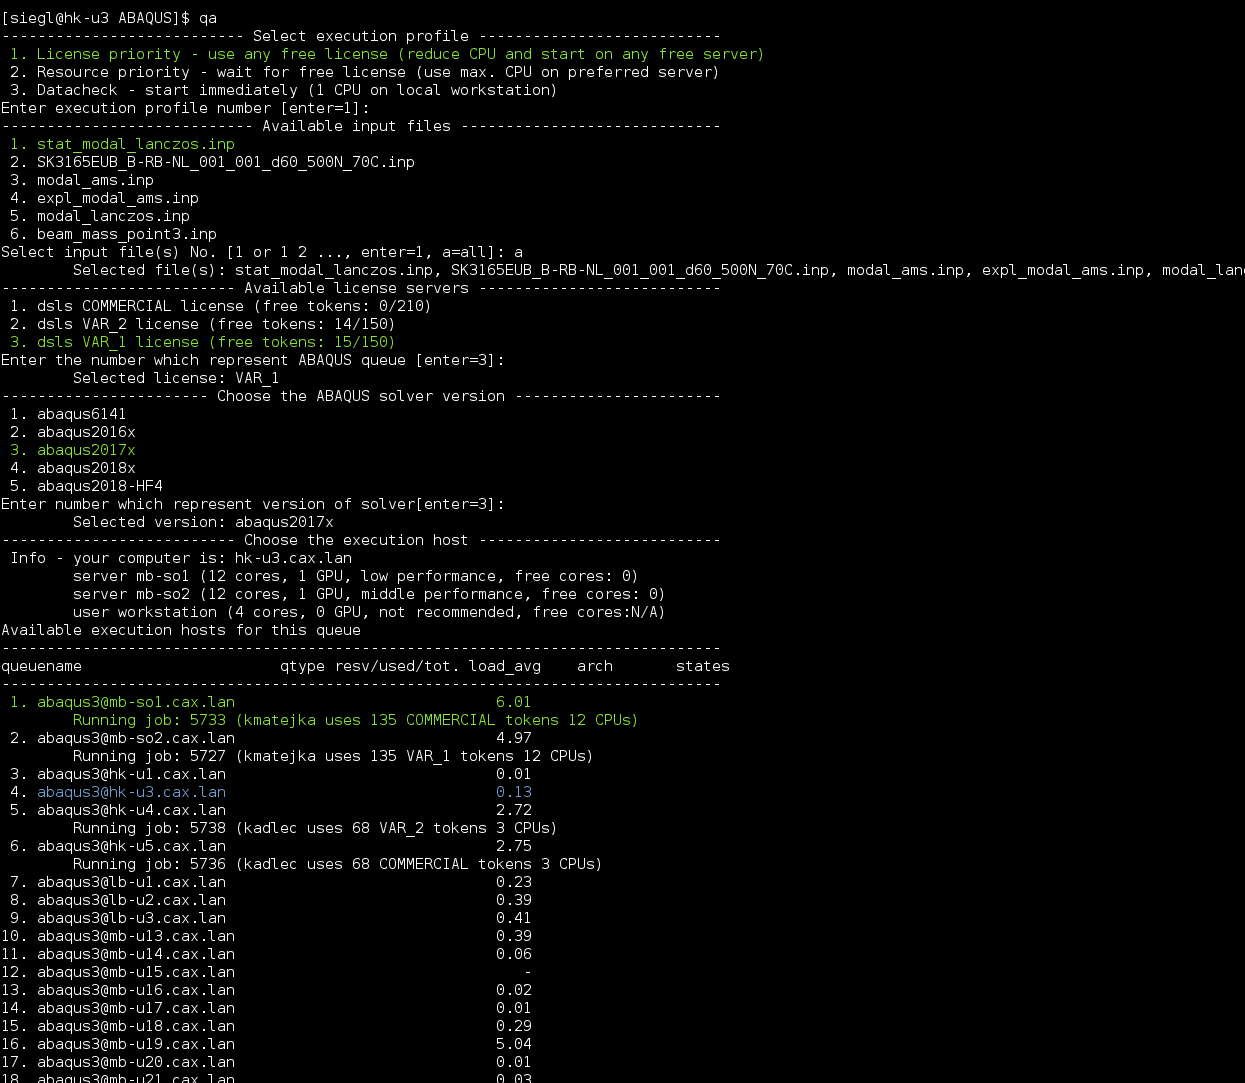 [siegl@hk-u3 ABAQUS]$ qa
--------------------------- Select execution profile ---------------------------
 1. License priority - use any free license (reduce CPU and start on any free server)
 2. Resource priority - wait for free license (use max. CPU on preferred server)
 3. Datacheck - start immediately (1 CPU on local workstation)
Enter execution profile number [enter=1]:
---------------------------- Available input files -----------------------------
 1. stat_modal_lanczos.inp
 2. SK3165EUB_B-RB-NL_001_001_d60_500N_70C.inp
 3. modal_ams.inp
 4. expl_modal_ams.inp
 5. modal_lanczos.inp
 6. beam_mass_point3.inp
Select input file(s) No. [1 or 1 2 ..., enter=1, a=all]: a
        Selected file(s): stat_modal_lanczos.inp, SK3165EUB_B-RB-NL_001_001_d60_500N_70C.inp, modal_ams.inp, expl_modal_ams.inp, modal_lanc
-------------------------- Available license servers ---------------------------
 1. dsls COMMERCIAL license (free tokens: 0/210)
 2. dsls VAR_2 license (free tokens: 14/150)
 3. dsls VAR_1 license (free tokens: 15/150)
Enter the number which represent ABAQUS queue [enter=3]:
        Selected license: VAR_1
----------------------- Choose the ABAQUS solver version -----------------------
 1. abaqus6141
 2. abaqus2016x
 3. abaqus2017x
 4. abaqus2018x
 5. abaqus2018-HF4
Enter number which represent version of solver[enter=3]:
        Selected version: abaqus2017x
-------------------------- Choose the execution host ---------------------------
 Info - your computer is: hk-u3.cax.lan
        server mb-so1 (12 cores, 1 GPU, low performance, free cores: 0)
        server mb-so2 (12 cores, 1 GPU, middle performance, free cores: 0)
        user workstation (4 cores, 0 GPU, not recommended, free cores:N/A)
Available execution hosts for this queue
--------------------------------------------------------------------------------
queuename                      qtype resv/used/tot. load_avg    arch       states
--------------------------------------------------------------------------------
 1. abaqus3@mb-so1.cax.lan                             6.01
        Running job: 5733 (kmatejka uses 135 COMMERCIAL tokens 12 CPUs)
 2. abaqus3@mb-so2.cax.lan                             4.97
        Running job: 5727 (kmatejka uses 135 VAR_1 tokens 12 CPUs)
 3. abaqus3@hk-u1.cax.lan                              0.01
 4. abaqus3@hk-u3.cax.lan                              0.13
 5. abaqus3@hk-u4.cax.lan                              2.72
        Running job: 5738 (kadlec uses 68 VAR_2 tokens 3 CPUs)
 6. abaqus3@hk-u5.cax.lan                              2.75
        Running job: 5736 (kadlec uses 68 COMMERCIAL tokens 3 CPUs)
 7. abaqus3@lb-u1.cax.lan                              0.23
 8. abaqus3@lb-u2.cax.lan                              0.39
 9. abaqus3@lb-u3.cax.lan                              0.41
10. abaqus3@mb-u13.cax.lan                             0.39
11. abaqus3@mb-u14.cax.lan                             0.06
12. abaqus3@mb-u15.cax.lan                                -
13. abaqus3@mb-u16.cax.lan                             0.02
14. abaqus3@mb-u17.cax.lan                             0.01
15. abaqus3@mb-u18.cax.lan                             0.29
16. abaqus3@mb-u19.cax.lan                             5.04
17. abaqus3@mb-u20.cax.lan                             0.01
18. abaqus3@mb-u21.cax.lan                             0.03